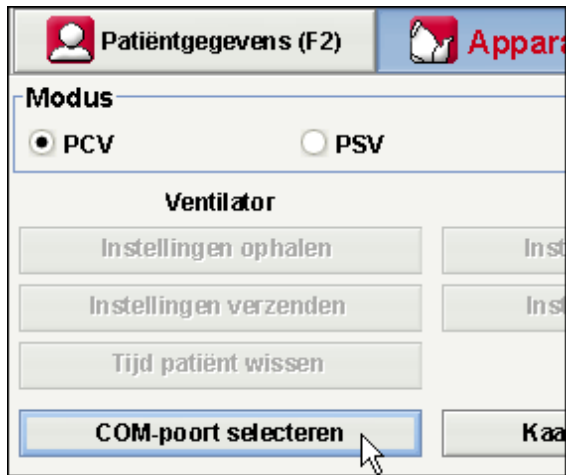 Patiëntgegevens (F2)
Appara
Modus
PCV
PSV
Ventilator
Instellingen ophalen
Inst
Instellingen verzenden
Inst
Tijd patiënt wissen
COM-poort selecteren
Kaa